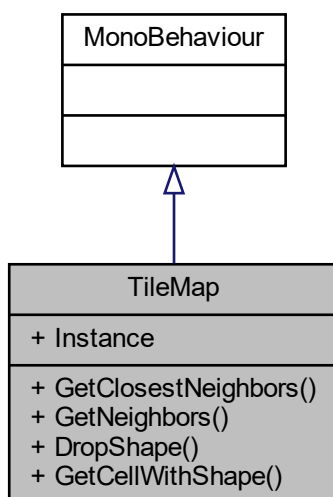 MonoBehaviour
TileMap
+ Instance
+ GetClosestNeighbors()
+ GetNeighbors()
+ DropShape()
+ GetCellWithShape()